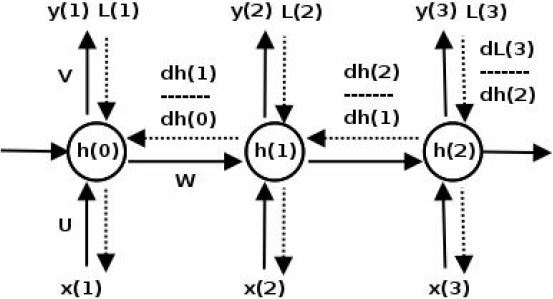 y(1) L(1)
y(2) L(2)
y(3) L(3)
V
dh(1)
-------
dh(0)
dh(2)
-------
dh(1)
dL(3)
-------
dh(2)
h(0)
h(1)
h(2)
W
U
x(1)
x(2)
x(3)